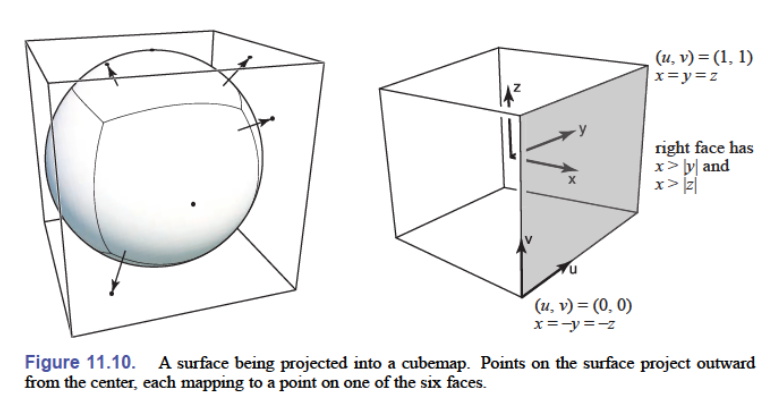 (u, v) = (1, 1)
x = y = z
z
y
right face has
x > |y| and
x > |z|
x
v
u
(u, v) = (0, 0)
x = –y = –z
Figure 11.10. A surface being projected into a cubemap. Points on the surface project outward
from the center, each mapping to a point on one of the six faces.